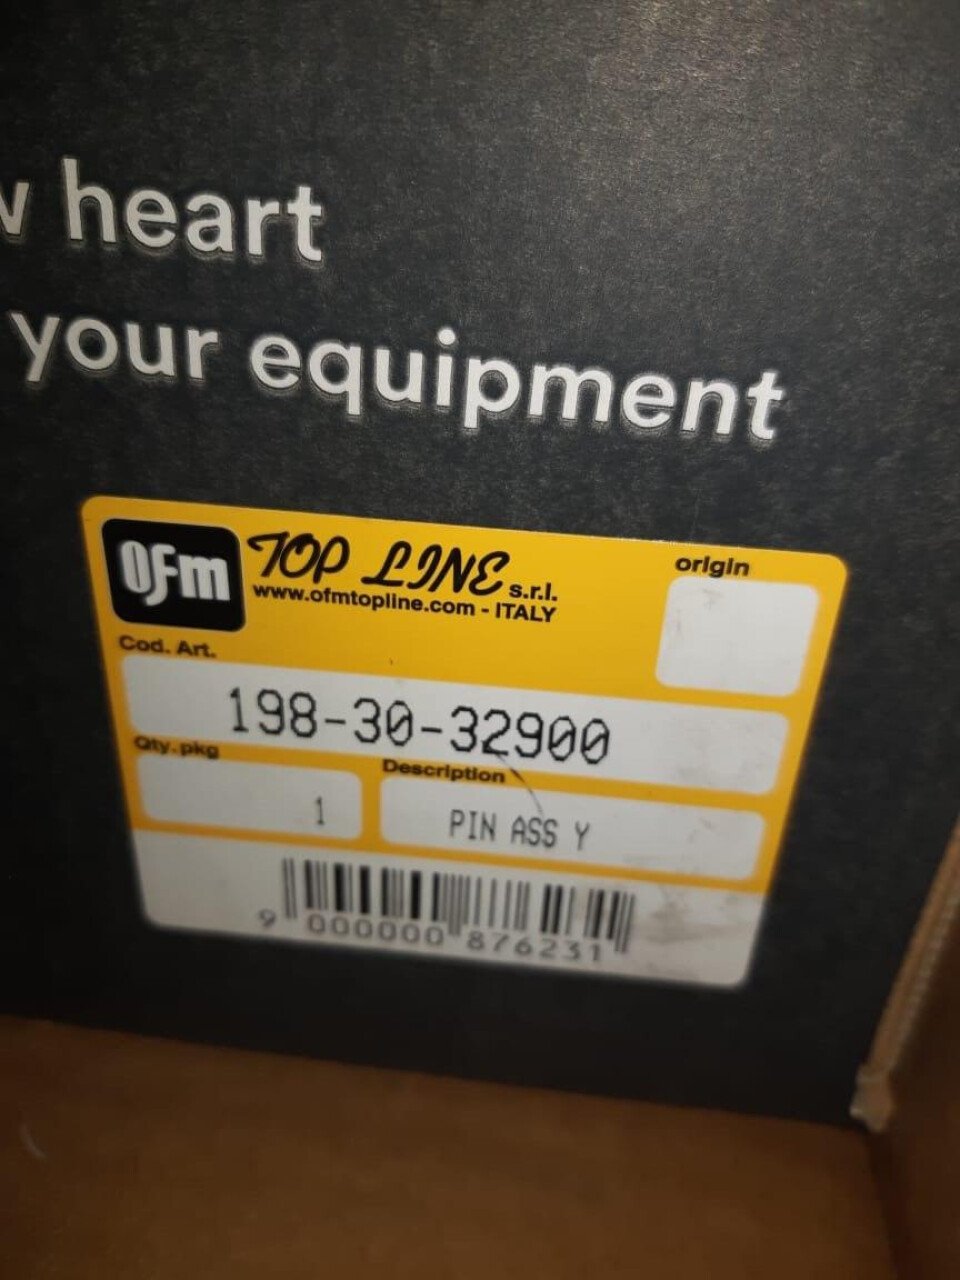 heart
your equipment
OFm TOP LINE s.r.l.
www.ofmtopline.com - ITALY
origin
Cod. Art.
198-30-32900
Qty. pkg
Description
1
PIN ASS Y
9 000000 876231